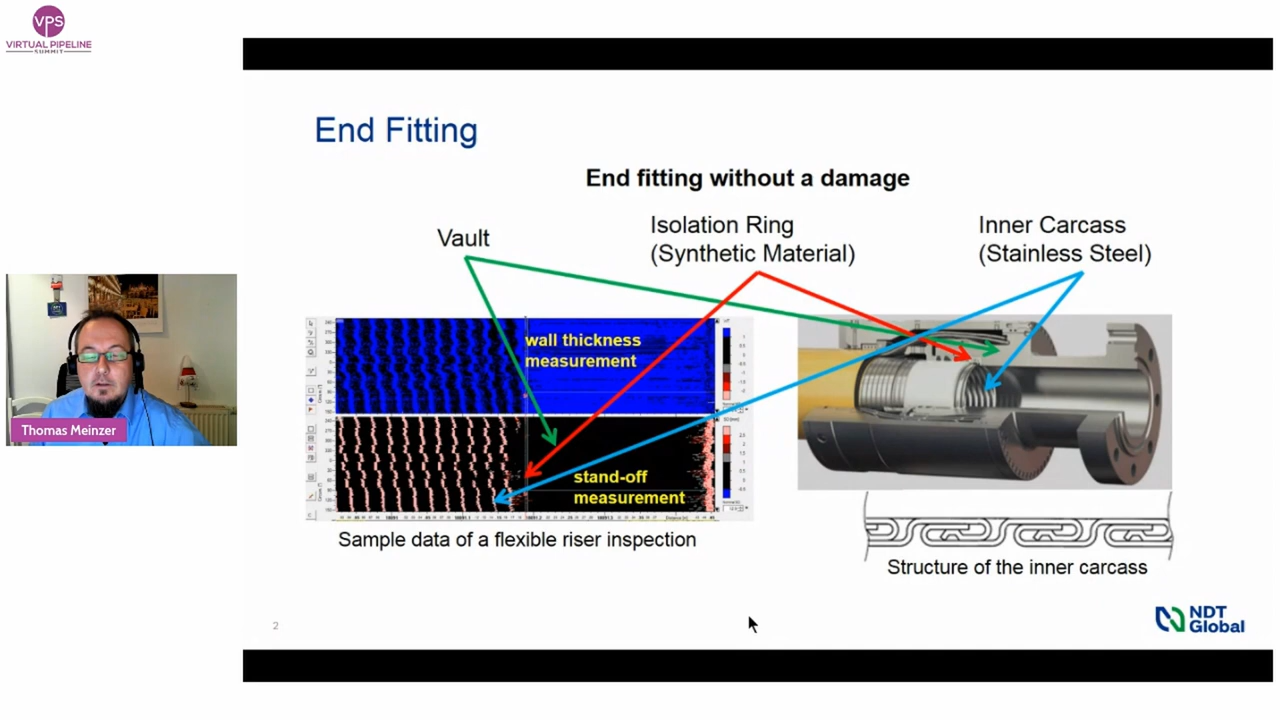 VPS
VIRTUAL PIPELINE
SUMMIT
End Fitting
End fitting without a damage
Vault
Isolation Ring
(Synthetic Material)
Inner Carcass
(Stainless Steel)
wall thickness
measurement
stand-off
measurement
Sample data of a flexible riser inspection
Structure of the inner carcass
Thomas Meinzer
2
NDT
Global